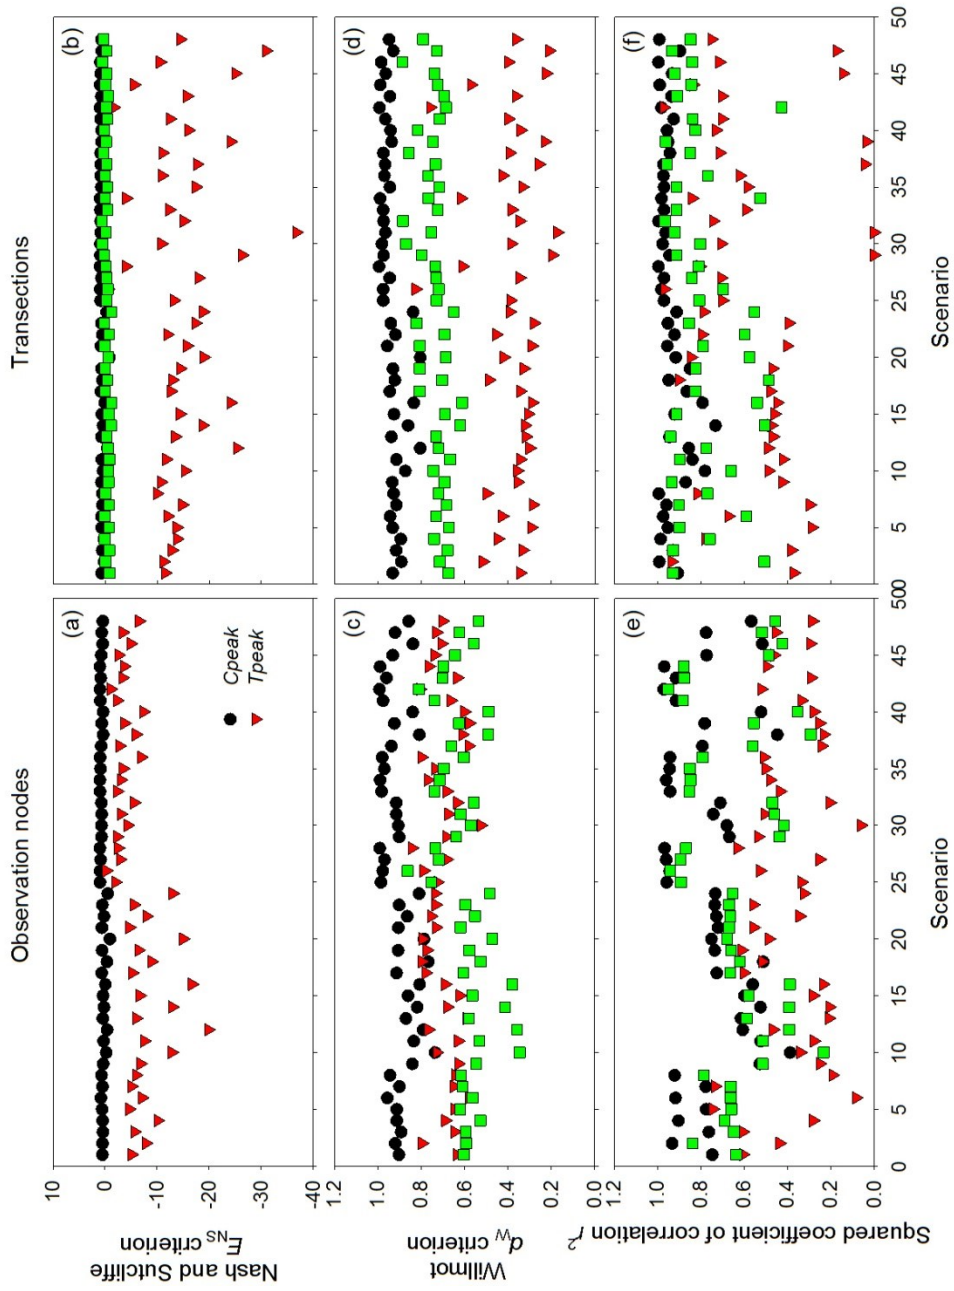 Observation nodes
Transections
Nash and Sutcliffe
E_NS criterion
10
0
-10
-20
-30
-40
(a)
Cpeak
Tpeak
(b)
Willmot
d_W criterion
1.2
1.0
0.8
0.6
0.4
0.2
0.0
(c)
(d)
Squared coefficient of correlation r²
1.2
1.0
0.8
0.6
0.4
0.2
0.0
(e)
(f)
0 5 10 15 20 25 30 35 40 45 500 5 10 15 20 25 30 35 40 45 50
Scenario
Scenario